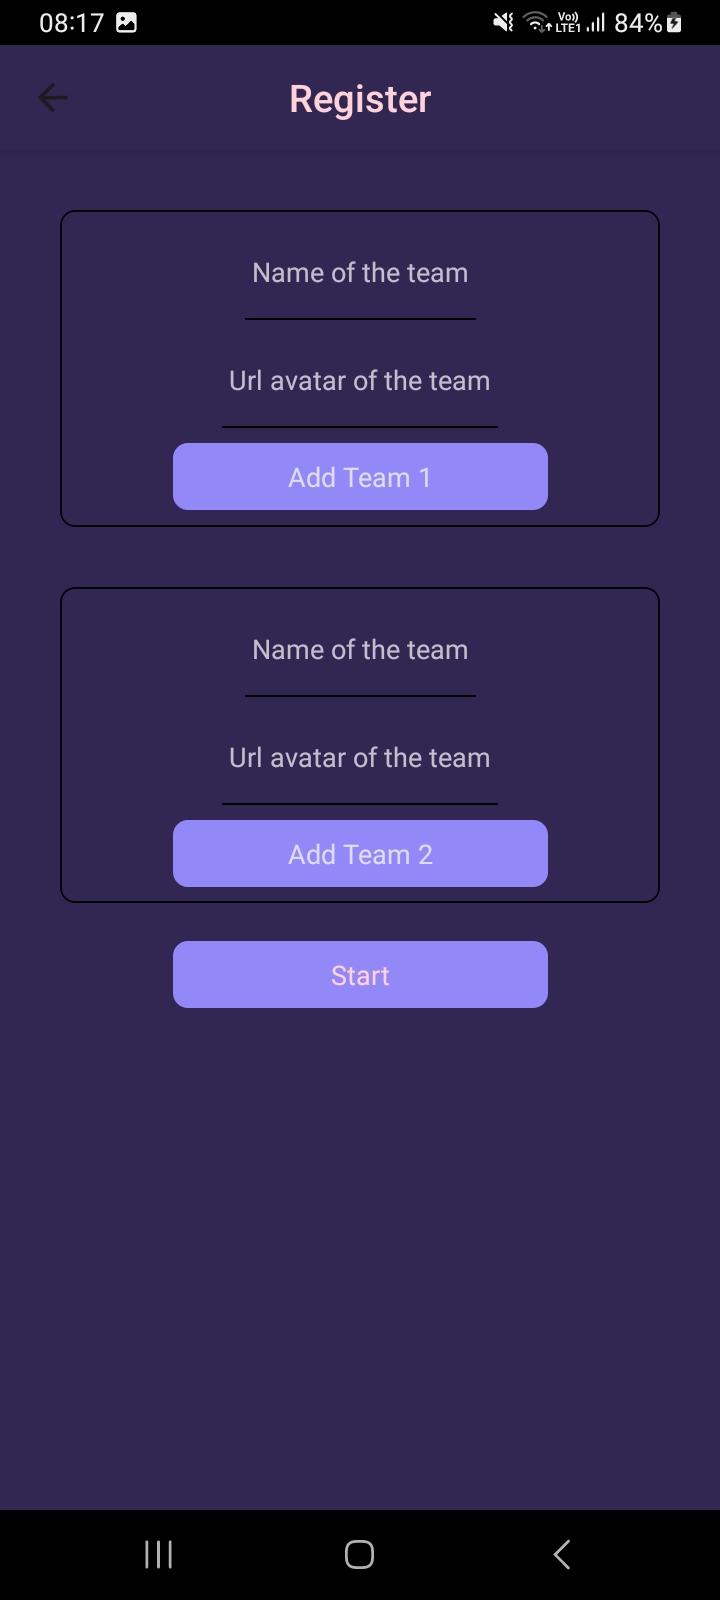 08:17
Vo)) LTE1 84%
Register
Name of the team
Url avatar of the team
Add Team 1
Name of the team
Url avatar of the team
Add Team 2
Start